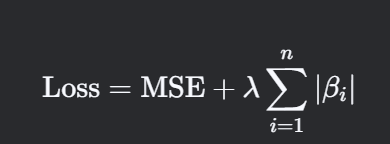 Loss = MSE + λ ∑_{i=1}^{n} |β_i|